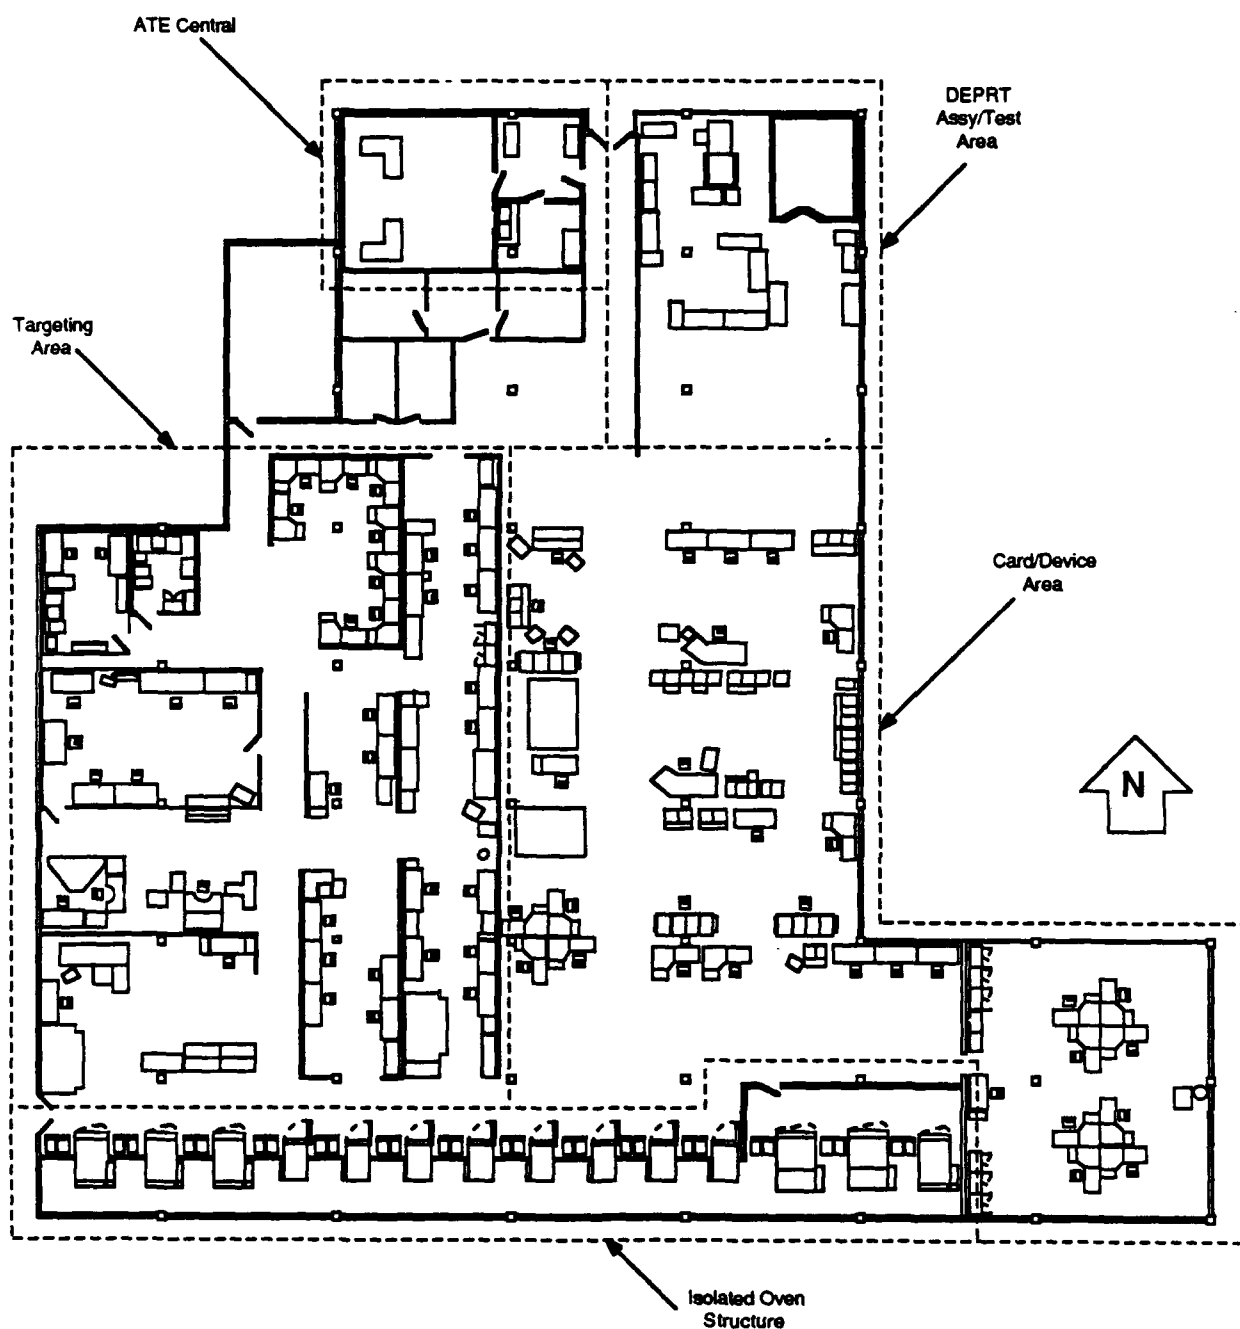 ATE Central
DEPRT
Assy/Test
Area
Targeting
Area
Card/Device
Area
N
Isolated Oven
Structure